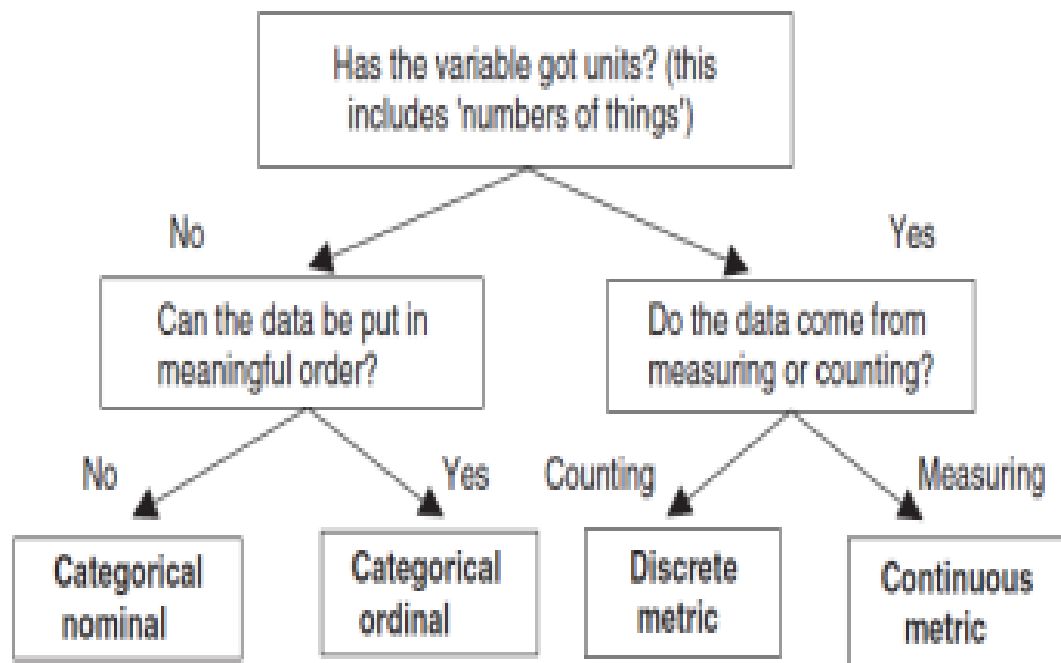 Has the variable got units? (this
includes 'numbers of things')
No
Yes
Can the data be put in
meaningful order?
Do the data come from
measuring or counting?
No
Yes
Counting
Measuring
Categorical
nominal
Categorical
ordinal
Discrete
metric
Continuous
metric